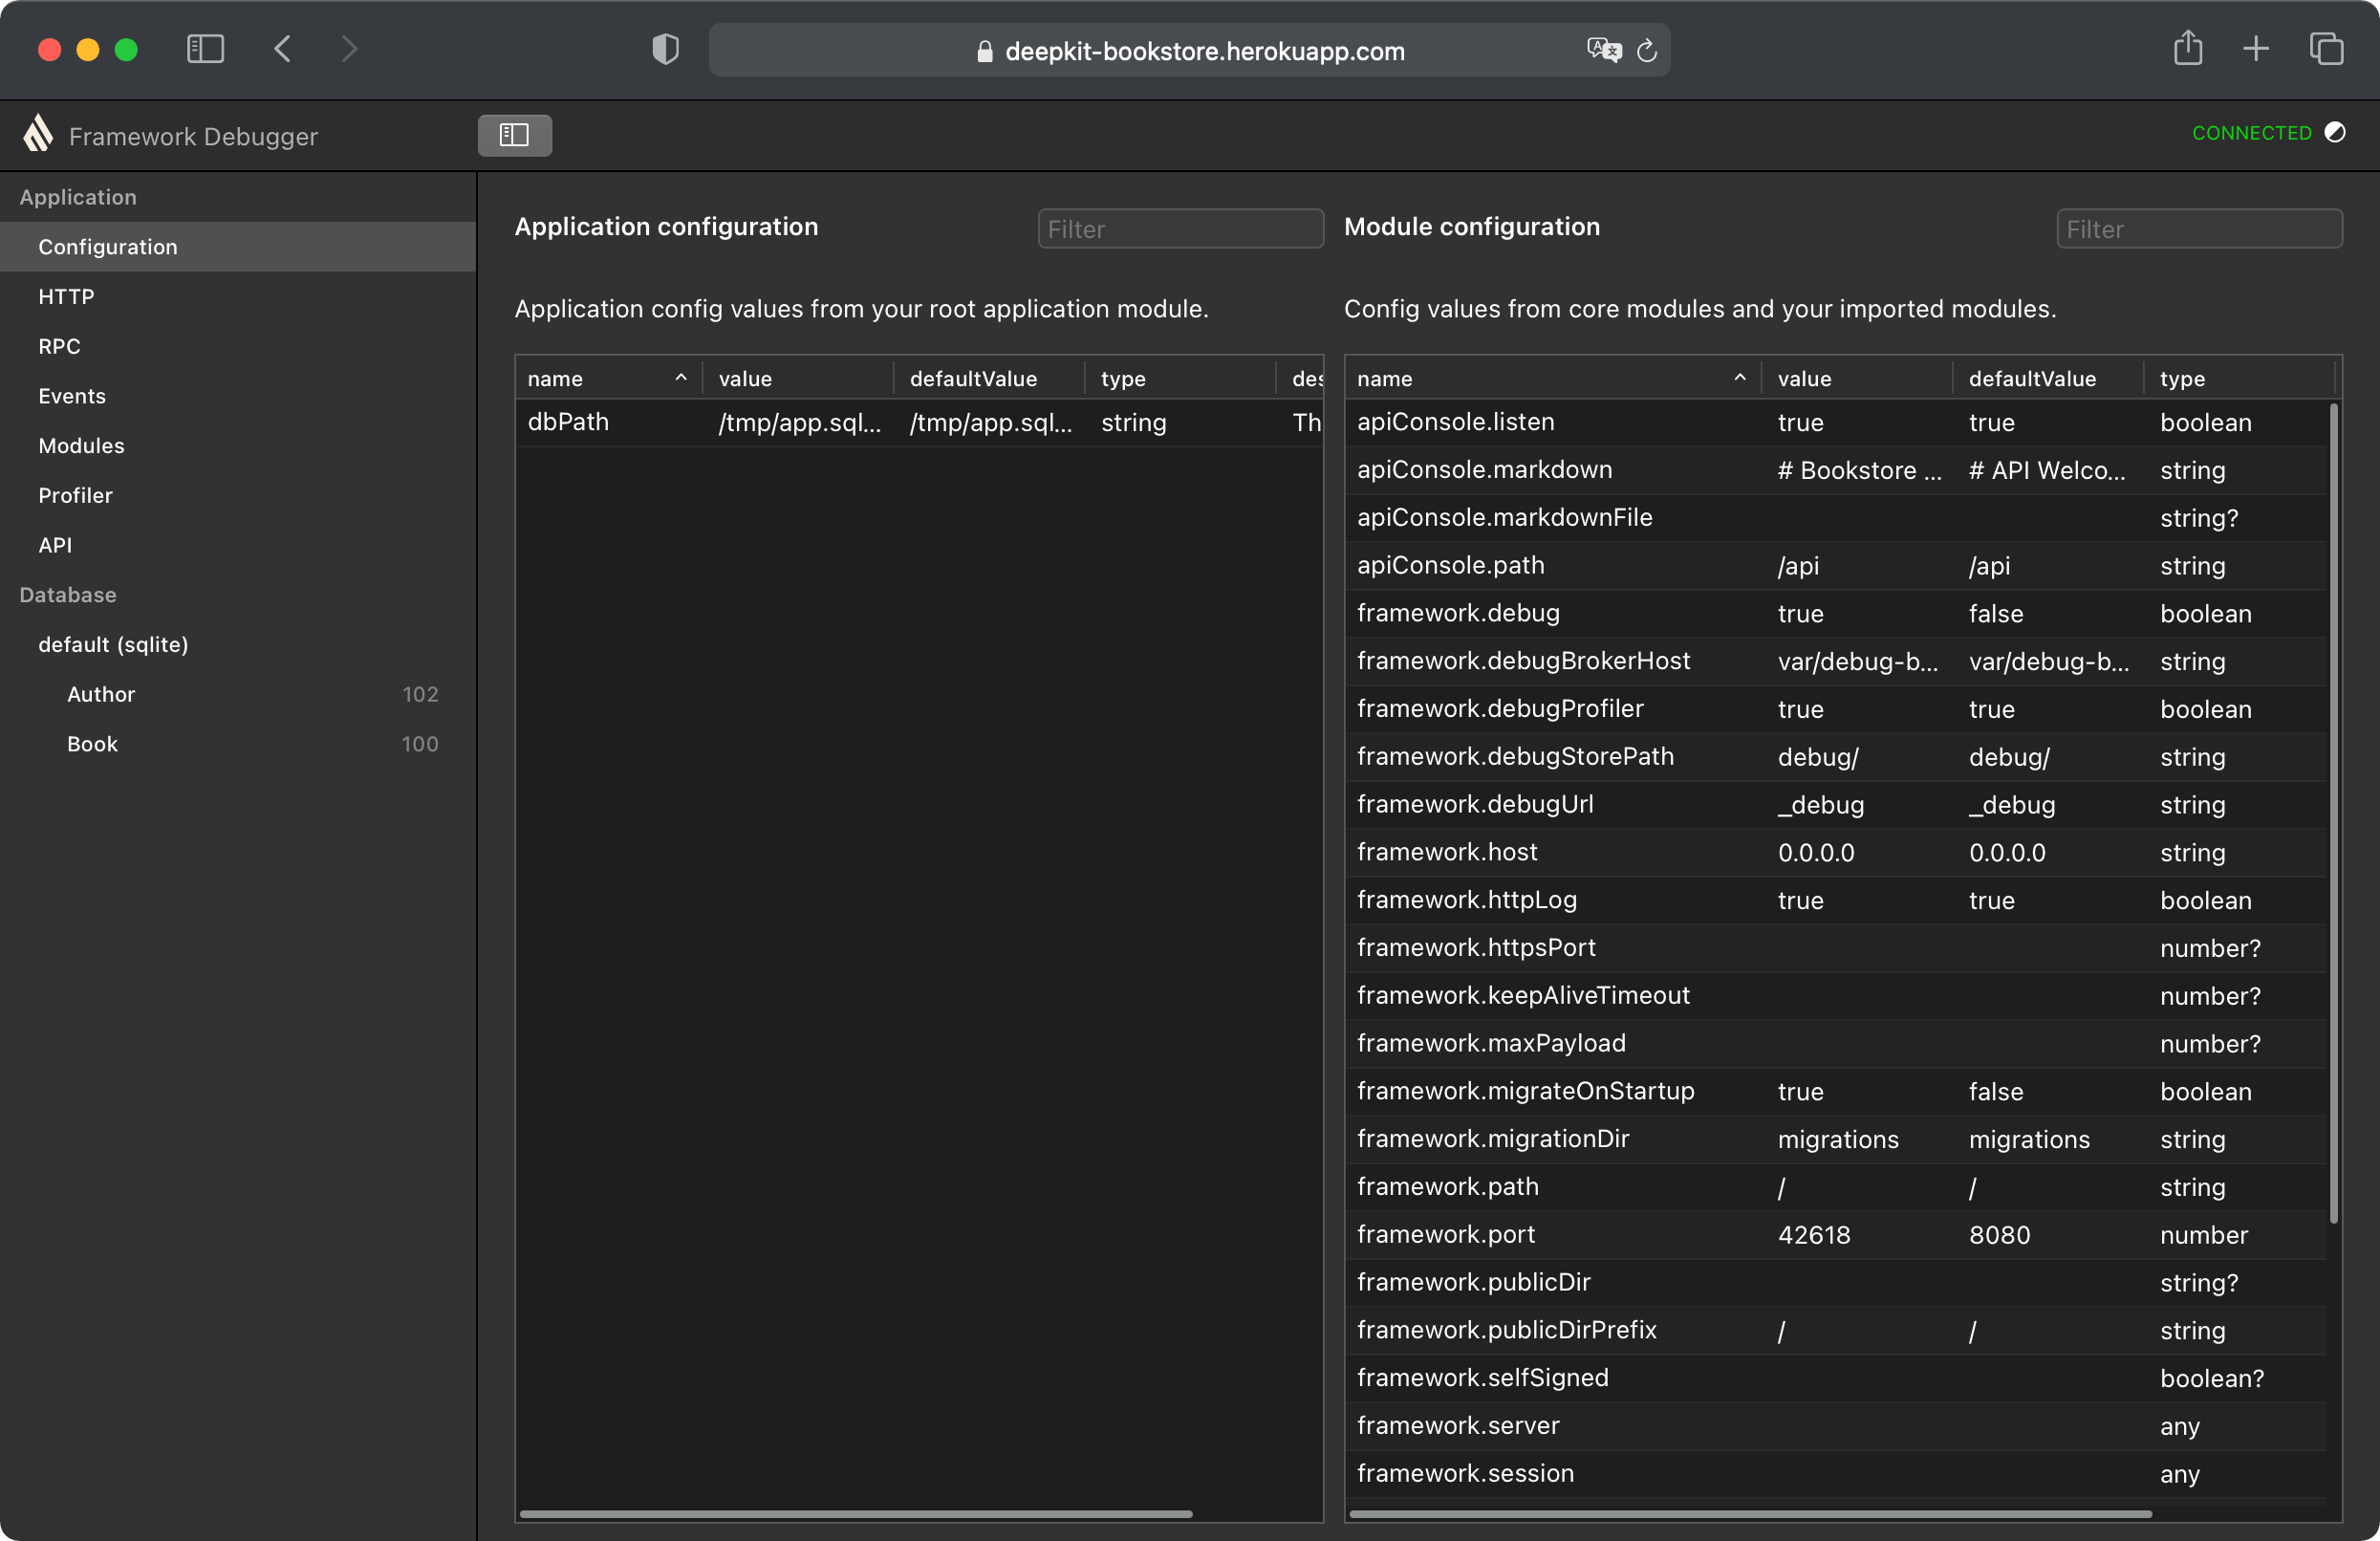 deepkit-bookstore.herokuapp.com
Framework Debugger
CONNECTED
Application
Configuration
HTTP
RPC
Events
Modules
Profiler
API
Database
default (sqlite)
Author 102
Book 100
Application configuration
Filter
Application config values from your root application module.
name value defaultValue type des
dbPath /tmp/app.sql... /tmp/app.sql... string Th
Module configuration
Filter
Config values from core modules and your imported modules.
name value defaultValue type
apiConsole.listen true true boolean
apiConsole.markdown # Bookstore ... # API Welco... string
apiConsole.markdownFile string?
apiConsole.path /api /api string
framework.debug true false boolean
framework.debugBrokerHost var/debug-b... var/debug-b... string
framework.debugProfiler true true boolean
framework.debugStorePath debug/ debug/ string
framework.debugUrl _debug _debug string
framework.host 0.0.0.0 0.0.0.0 string
framework.httpLog true true boolean
framework.httpsPort number?
framework.keepAliveTimeout number?
framework.maxPayload number?
framework.migrateOnStartup true false boolean
framework.migrationDir migrations migrations string
framework.path / / string
framework.port 42618 8080 number
framework.publicDir string?
framework.publicDirPrefix / / string
framework.selfSigned boolean?
framework.server any
framework.session any